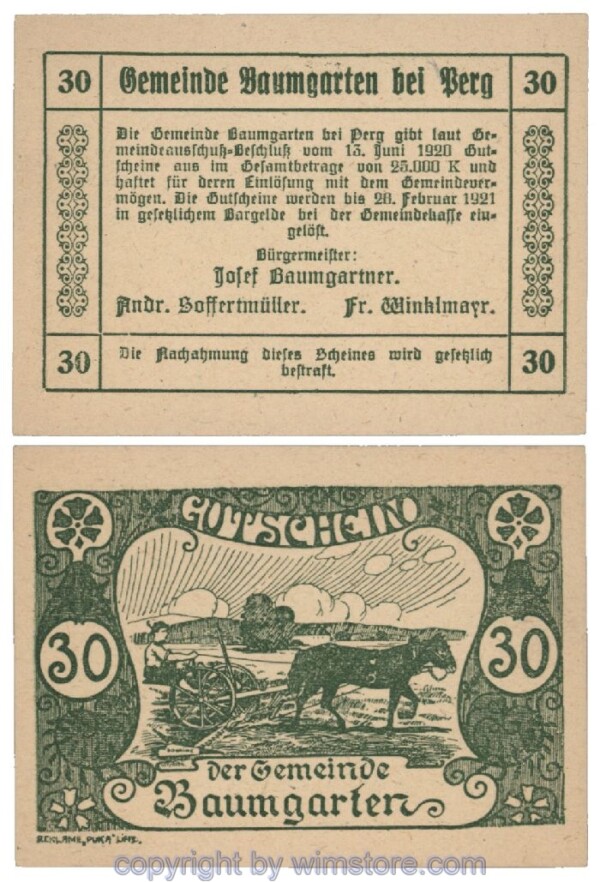 30 Gemeinde Baumgarten bei Perg 30
Die Gemeinde Baumgarten bei Perg gibt laut Ge-
meindeausschuß-Beschluß vom 13. Juni 1920 Gut-
scheine aus im Gesamtbetrage von 25.000 K und
haftet für deren Einlösung mit dem Gemeindever-
mögen. Die Gutscheine werden bis 28. Februar 1921
in gesetzlichem Bargelde bei der Gemeindekasse ein-
gelöst.
Bürgermeister:
Josef Baumgartner.
Andr. Soffertmüller. Fr. Winklmayr.
30 Die Nachahmung dieses Scheines wird gesetzlich 30
bestraft.
GUTSCHEIN
30 30
der Gemeinde
Baumgarten
REKLAME „PUKA" LINZ.
copyright by wimstore.com